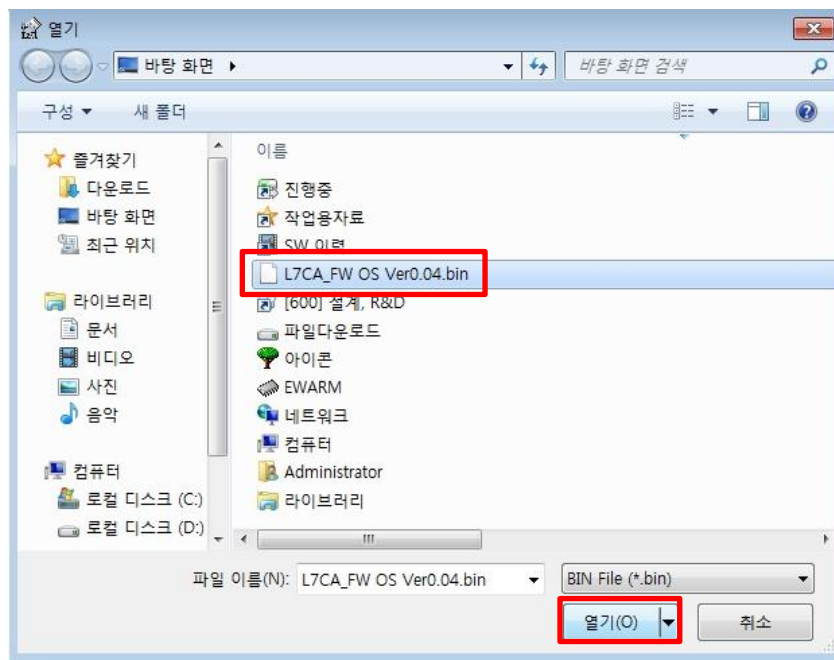 열기
바탕 화면
바탕 화면 검색
구성
새 폴더
즐겨찾기
다운로드
바탕 화면
최근 위치
라이브러리
문서
비디오
사진
음악
컴퓨터
로컬 디스크 (C:)
로컬 디스크 (D:)
이름
진행중
작업용자료
SW 이력
L7CA_FW OS Ver0.04.bin
[600] 설계, R&D
파일다운로드
아이콘
EWARM
네트워크
컴퓨터
Administrator
라이브러리
파일 이름(N): L7CA_FW OS Ver0.04.bin
BIN File (*.bin)
열기(O)
취소